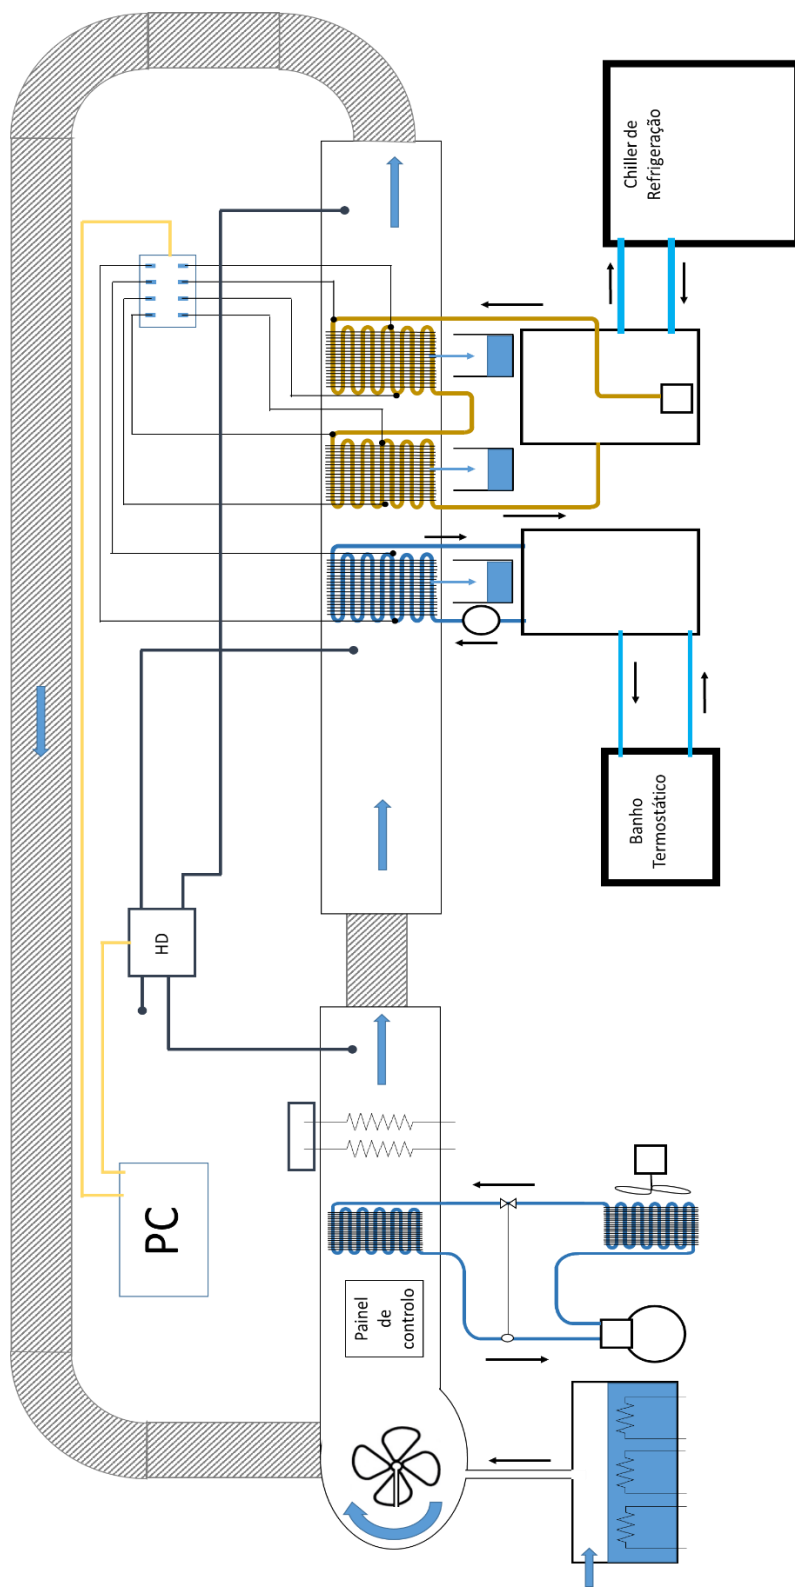 Chiller de
Refrigeração
Banho
Termostático
HD
PC
Painel
de
controlo